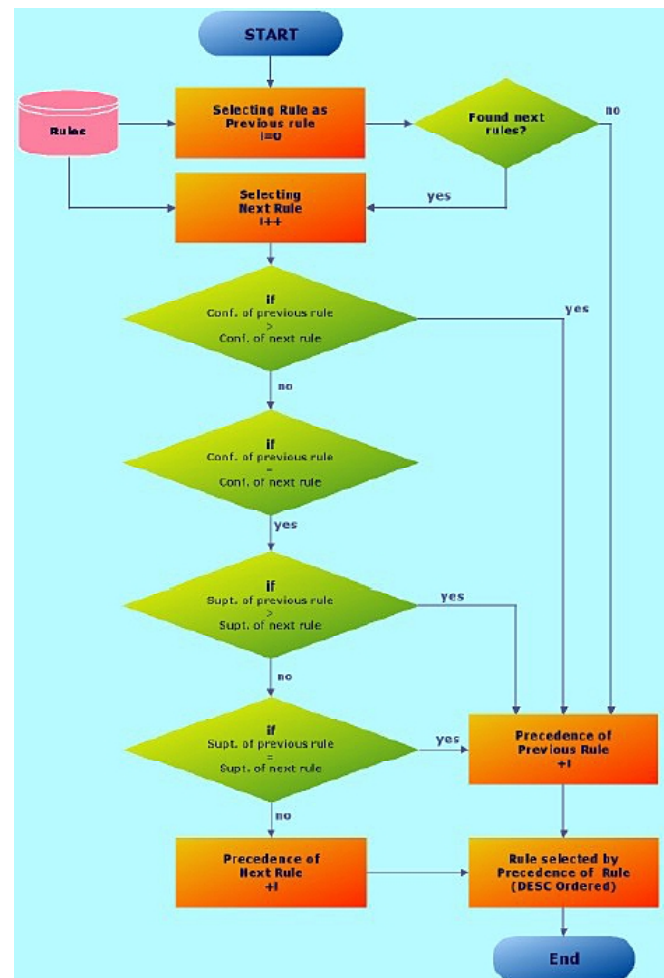 START
Rules
Selecting Rule as
Previous rule
i=0
Found next
rules?
no
yes
Selecting
Next Rule
i++
if
Conf. of previous rule
>
Conf. of next rule
yes
no
if
Conf. of previous rule
=
Conf. of next rule
yes
if
Supt. of previous rule
>
Supt. of next rule
yes
no
if
Supt. of previous rule
=
Supt. of next rule
yes
no
Precedence of
Previous Rule
+1
Precedence of
Next Rule
+1
Rule selected by
Precedence of Rule
(DESC Ordered)
End